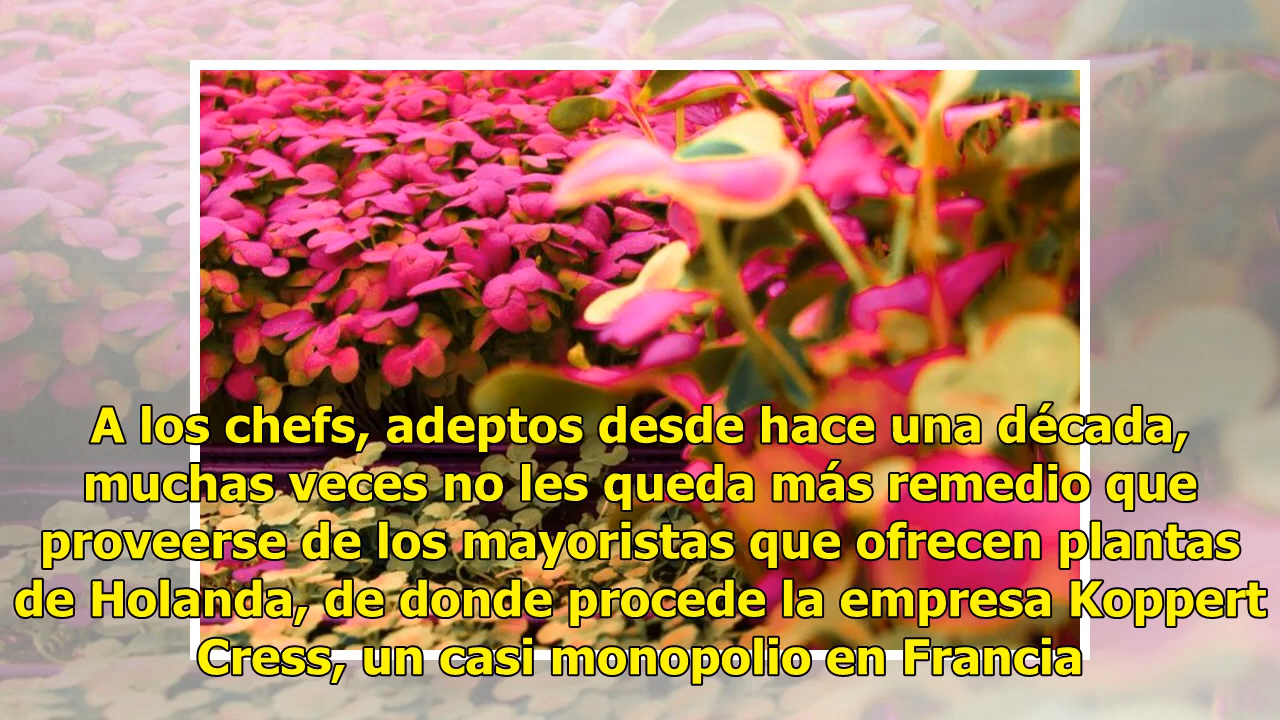 A los chefs, adeptos desde hace una década,
muchas veces no les queda más remedio que
proveerse de los mayoristas que ofrecen plantas
de Holanda, de donde procede la empresa Koppert
Cress, un casi monopolio en Francia